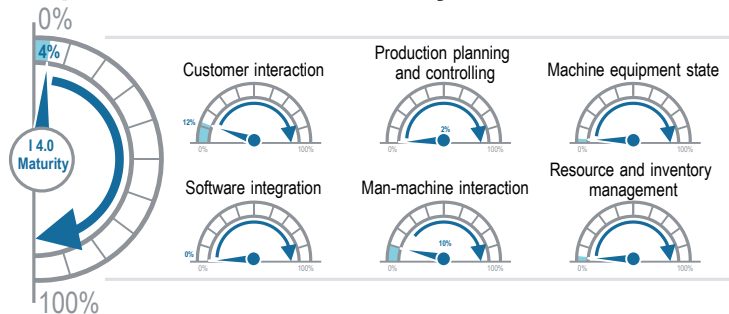 0%
4%
I 4.0
Maturity
100%
Customer interaction
12%
0%
100%
Production planning
and controlling
2%
0%
100%
Machine equipment state
0%
100%
Software integration
0%
0%
100%
Man-machine interaction
10%
0%
100%
Resource and inventory
management
0%
100%